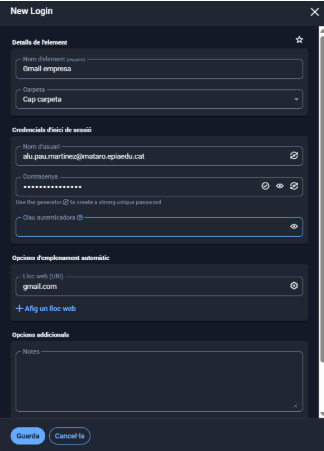 New Login
Detalls de l'element
Nom d'element (requerit)
Gmail empresa
Carpeta
Cap carpeta
Credencials d'inici de sessió
Nom d'usuari
alu.pau.martinez@mataro.epiaedu.cat
Contrasenya
•••••••••••••••
Use the generator to create a strong unique password
Clau autenticadora
Opcions d'emplenament automàtic
Lloc web (URI)
gmail.com
+ Afig un lloc web
Opcions addicionals
Notes
Guarda Cancel·la